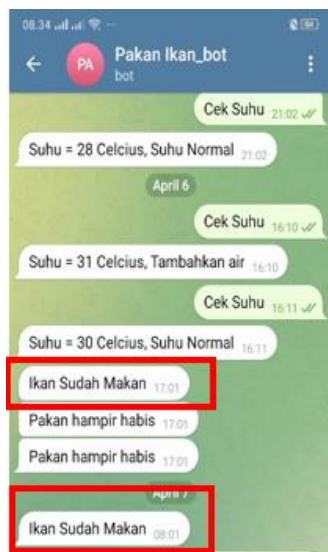 08.34
84
PA
Pakan Ikan_bot
bot
Cek Suhu 21:02
Suhu = 28 Celcius, Suhu Normal 21:02
April 6
Cek Suhu 16:10
Suhu = 31 Celcius, Tambahkan air 16:10
Cek Suhu 16:11
Suhu = 30 Celcius, Suhu Normal 16:11
Ikan Sudah Makan 17:01
Pakan hampir habis 17:01
Pakan hampir habis 17:01
April 7
Ikan Sudah Makan 08:01